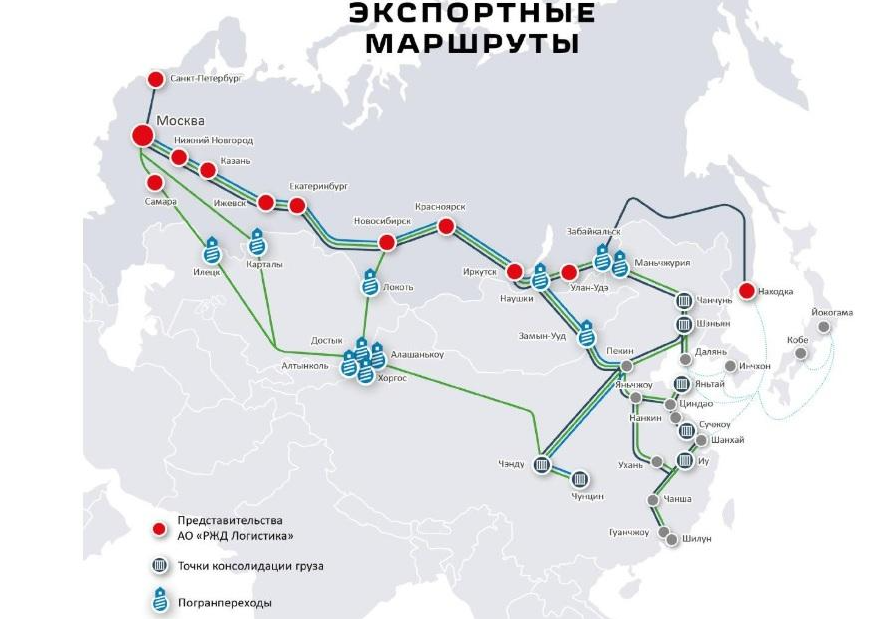 ЭКСПОРТНЫЕ
МАРШРУТЫ
Санкт-Петербург
Москва
Нижний Новгород
Казань
Самара
Ижевск
Екатеринбург
Новосибирск
Красноярск
Иркутск
Наушки
Улан-Удэ
Забайкальск
Маньчжурия
Илецк
Карталы
Локоть
Замын-Ууд
Чанчунь
Находка
Шэньян
Йокогама
Кобе
Достык
Алашанькоу
Алтынколь
Хоргос
Пекин
Далянь
Инчхон
Яньчжоу
Яньтай
Циндао
Нанкин
Сучжоу
Шанхай
Чэнду
Ухань
Иу
Чунцин
Чанша
Гуанчжоу
Шилун
Представительства
АО «РЖД Логистика»
Точки консолидации груза
Погранпереходы